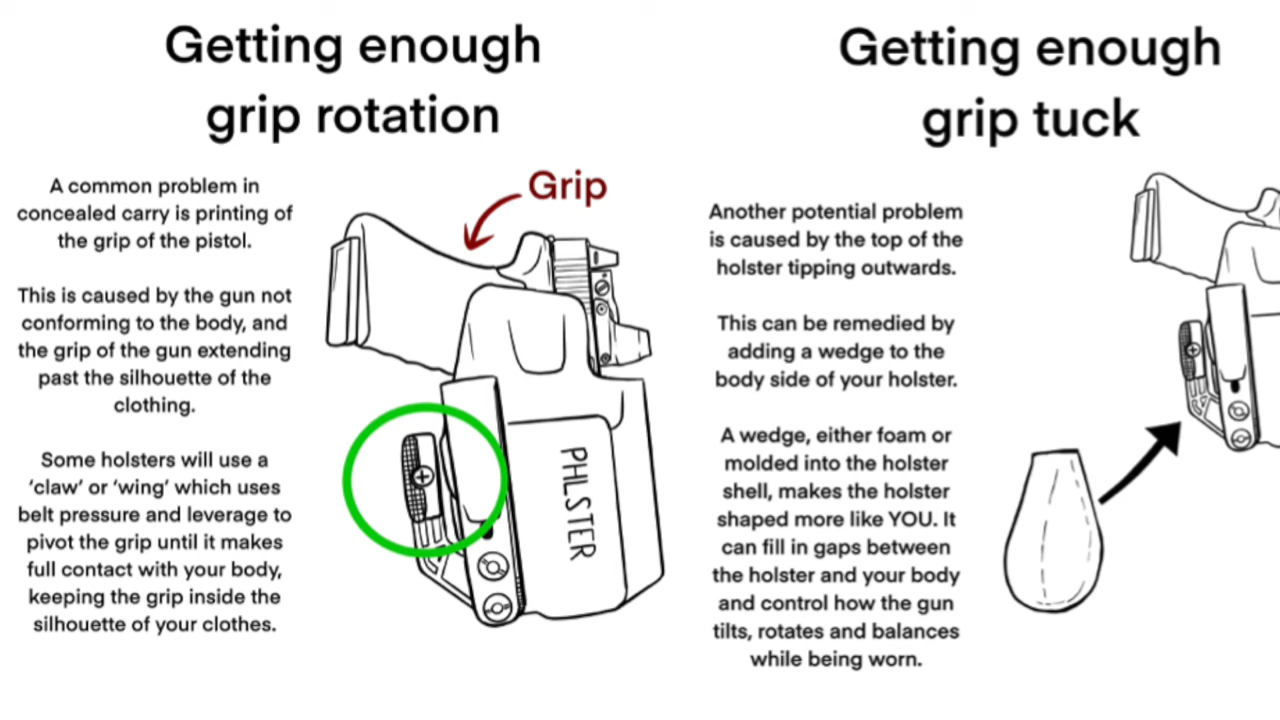 Getting enough
grip rotation
A common problem in
concealed carry is printing of
the grip of the pistol.
This is caused by the gun not
conforming to the body, and
the grip of the gun extending
past the silhouette of the
clothing.
Some holsters will use a
‘claw’ or ‘wing’ which uses
belt pressure and leverage to
pivot the grip until it makes
full contact with your body,
keeping the grip inside the
silhouette of your clothes.
Grip
PHLSTER
Getting enough
grip tuck
Another potential problem
is caused by the top of the
holster tipping outwards.
This can be remedied by
adding a wedge to the
body side of your holster.
A wedge, either foam or
molded into the holster
shell, makes the holster
shaped more like YOU. It
can fill in gaps between
the holster and your body
and control how the gun
tilts, rotates and balances
while being worn.